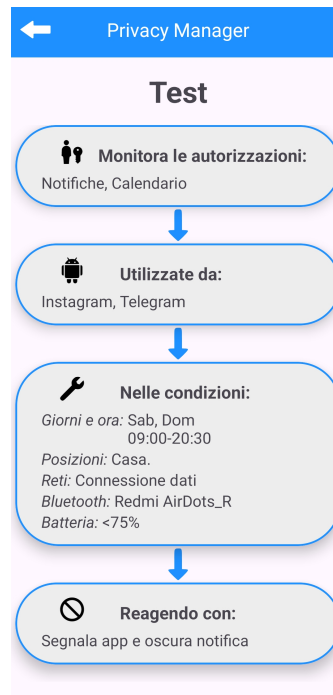 Privacy Manager
Test
Monitora le autorizzazioni:
Notifiche, Calendario
Utilizzate da:
Instagram, Telegram
Nelle condizioni:
Giorni e ora: Sab, Dom
09:00-20:30
Posizioni: Casa.
Reti: Connessione dati
Bluetooth: Redmi AirDots_R
Batteria: <75%
Reagendo con:
Segnala app e oscura notifica